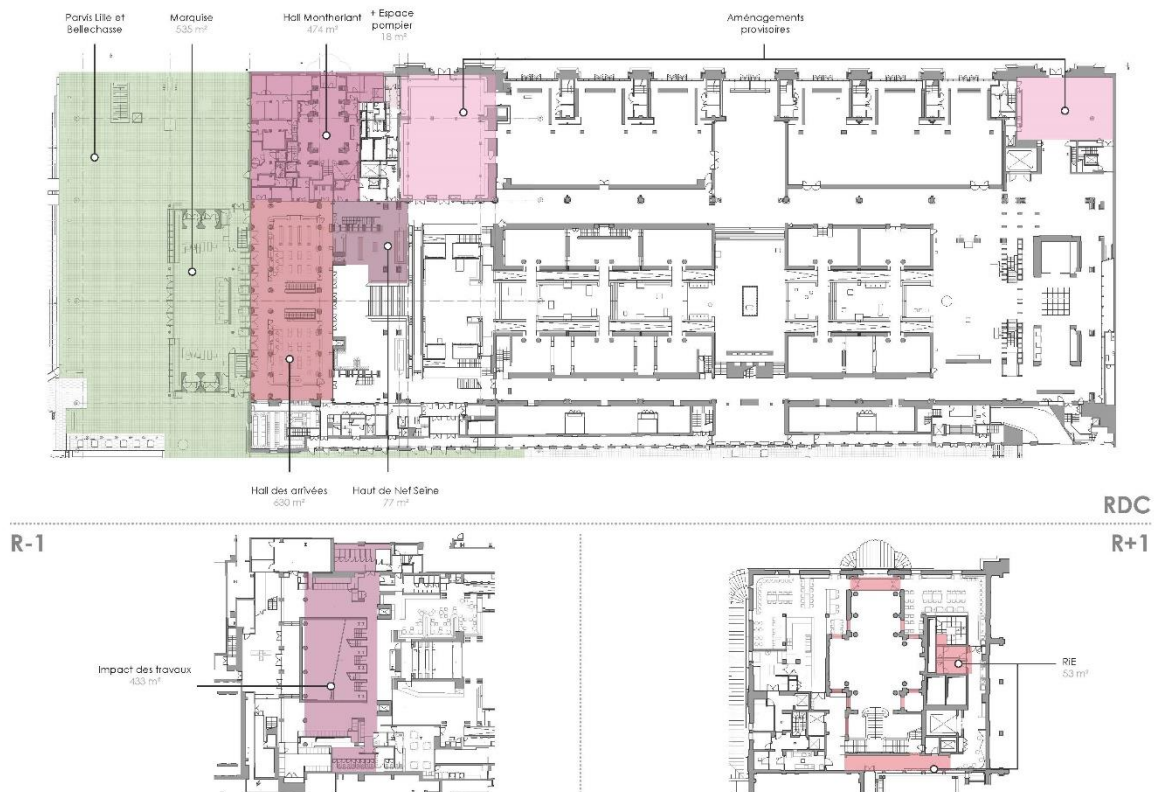 Parvis Lille et
Bellechasse
Marquise
535 m²
Hall Montherlant
474 m²
+ Espace
pompier
18 m²
Aménagements
provisoires
Hall des arrivées
630 m²
Haut de Nef Seine
77 m²
RDC
R-1
R+1
Impact des travaux
433 m²
RiE
53 m²